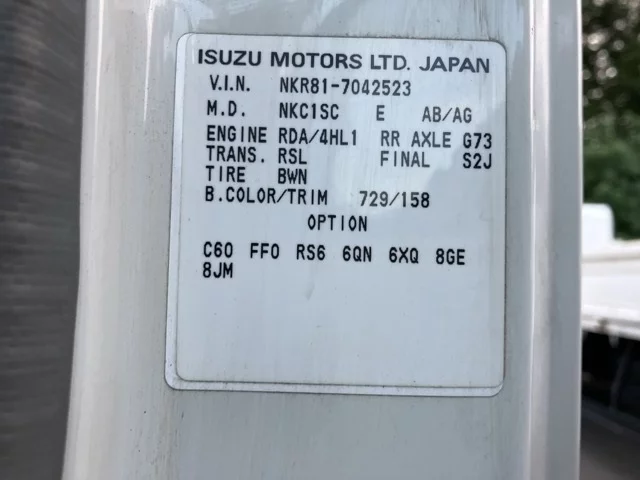 ISUZU MOTORS LTD. JAPAN
V.I.N. NKR81-7042523
M.D. NKC1SC E AB/AG
ENGINE RDA/4HL1 RR AXLE G73
TRANS. RSL FINAL S2J
TIRE BWN
B.COLOR/TRIM 729/158
OPTION
C60 FF0 RS6 6QN 6XQ 8GE
8JM